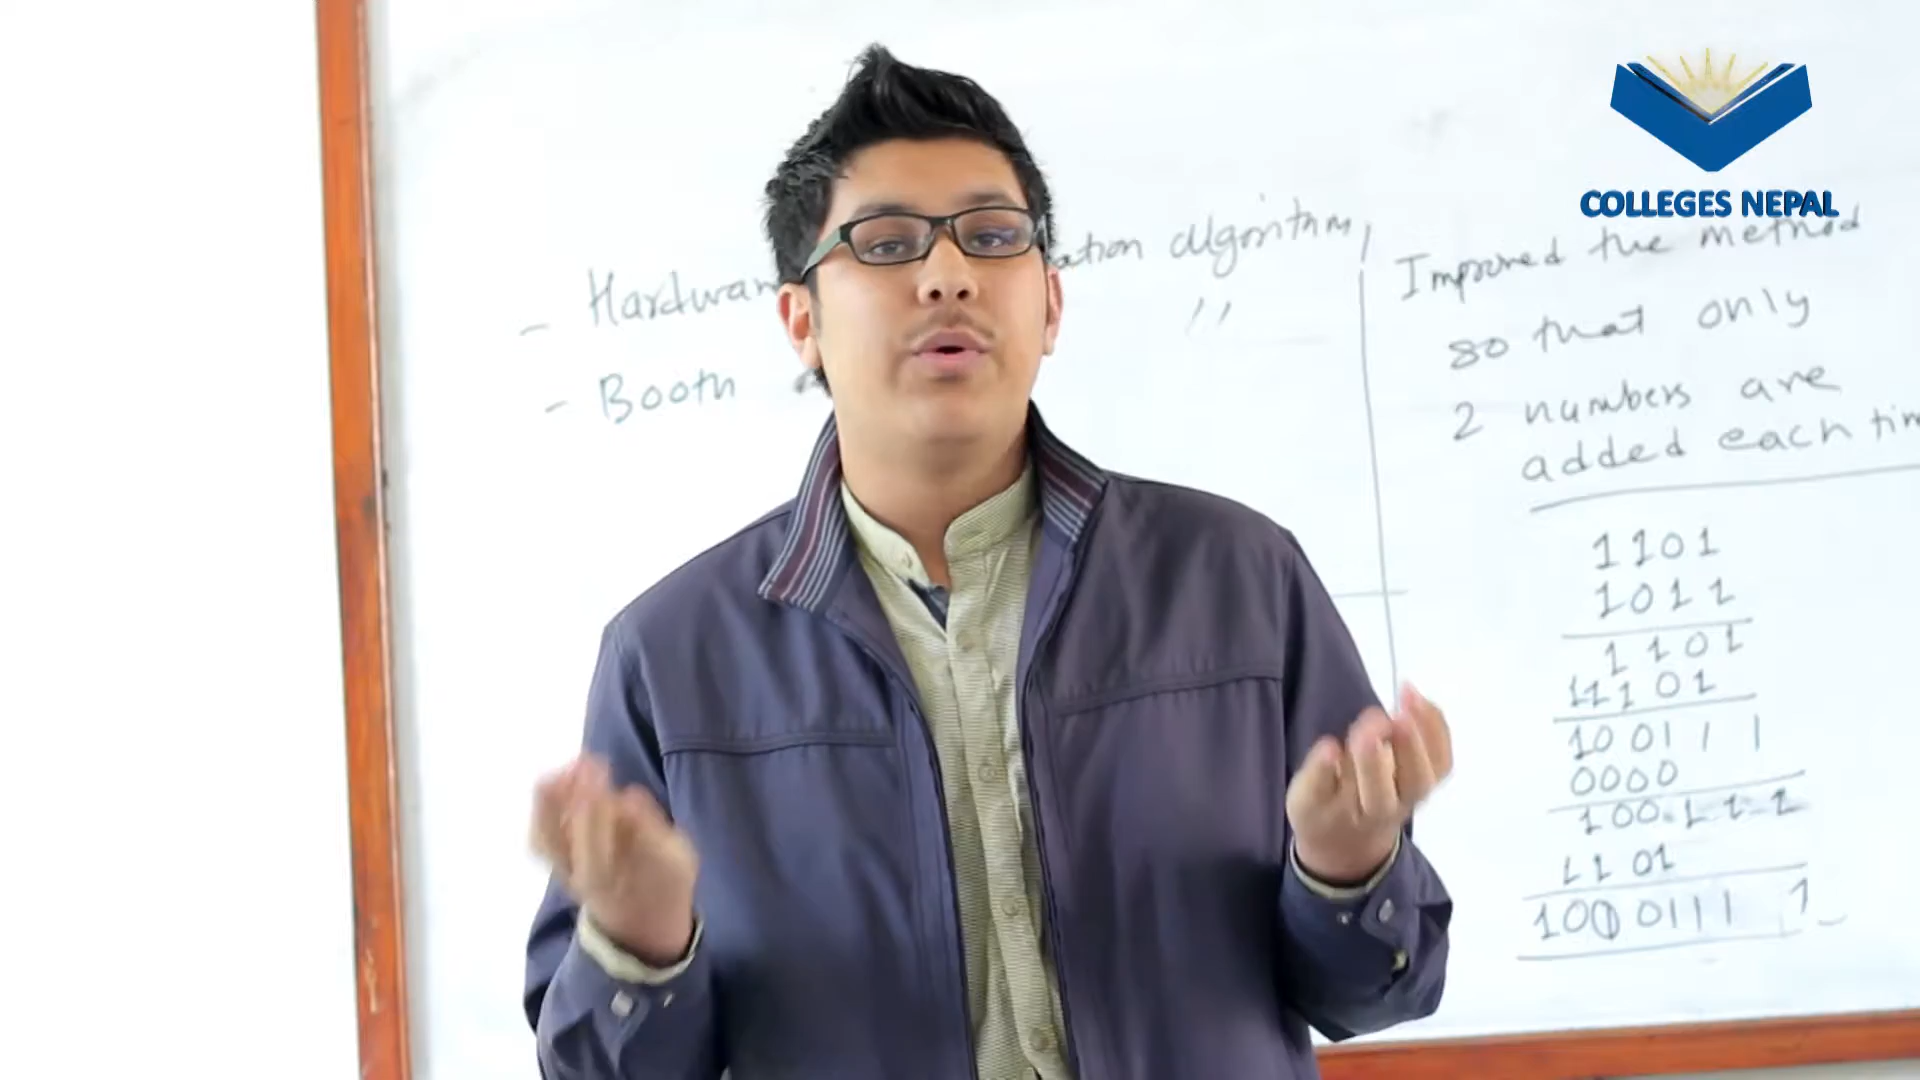 COLLEGES NEPAL
- Hardwar ation algorithm
- Booth "
Improved the method
so that only
2 numbers are
added each tim
1101
1011
1101
11101
100111
0000
100111
1101
10001111